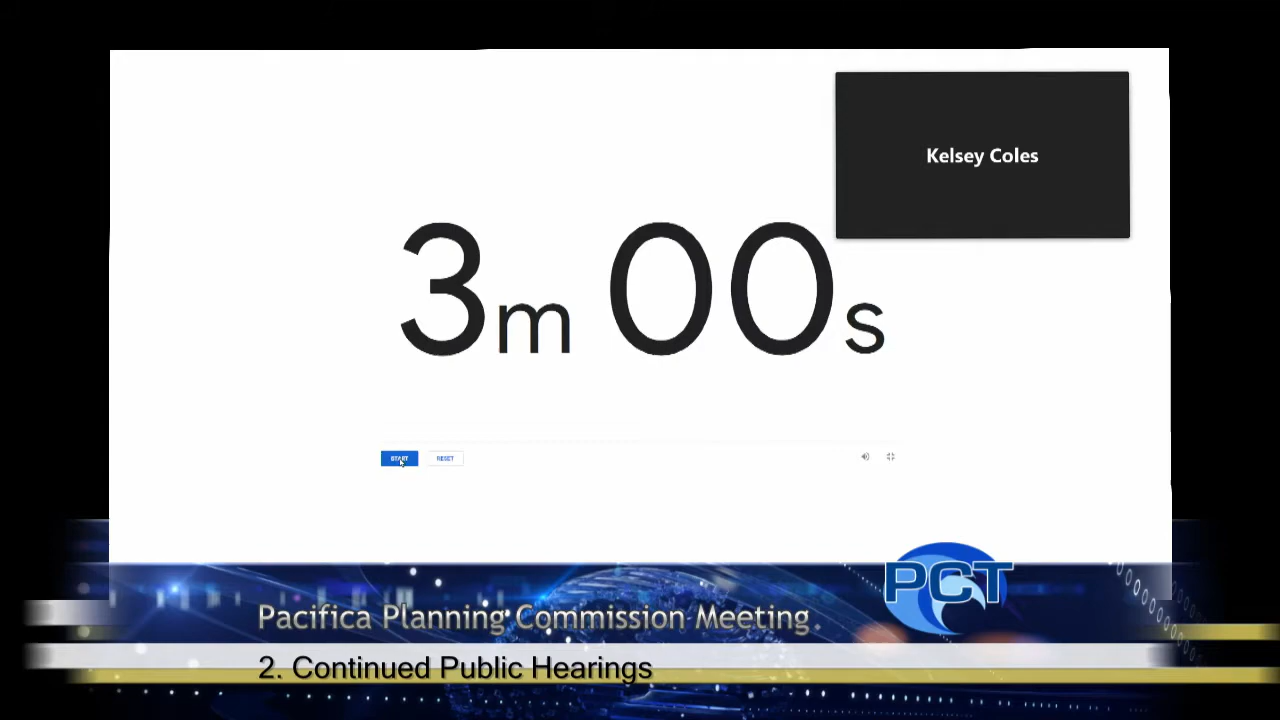 Kelsey Coles
3m 00s
START
RESET
PCT
Pacifica Planning Commission Meeting
2. Continued Public Hearings